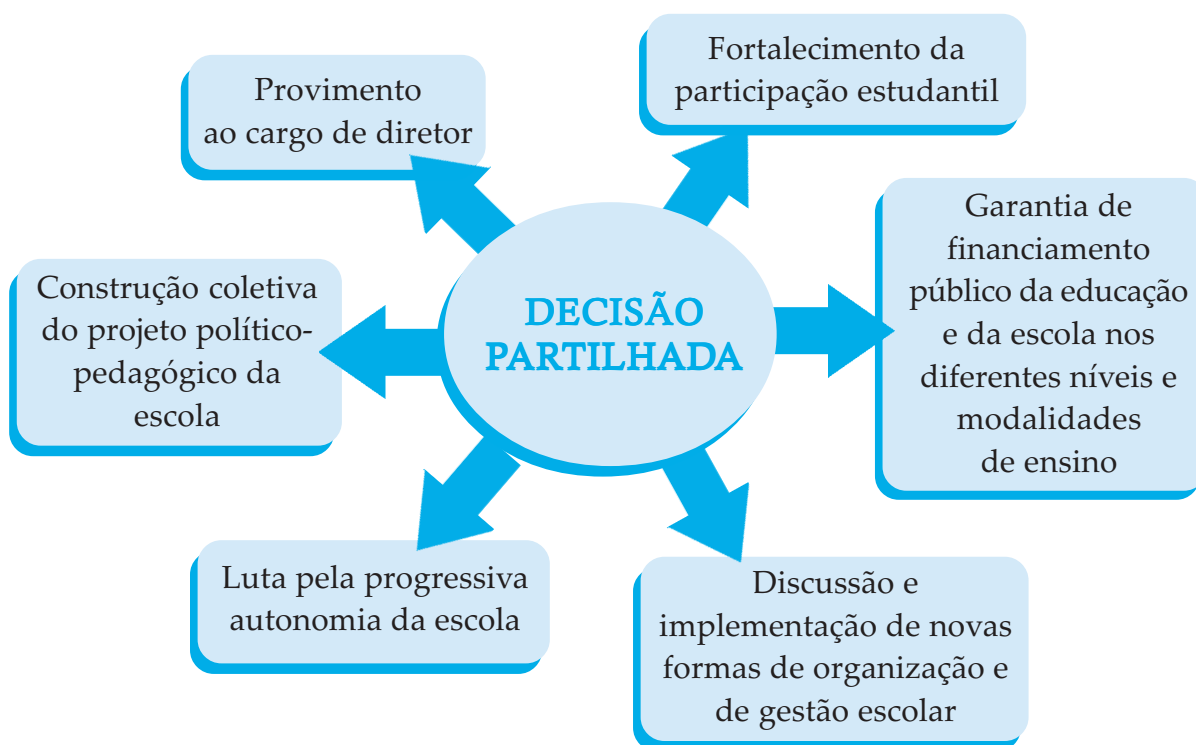 Provimento
ao cargo de diretor
Fortalecimento da
participação estudantil
Construção coletiva
do projeto político-
pedagógico da
escola
DECISÃO
PARTILHADA
Garantia de
financiamento
público da educação
e da escola nos
diferentes níveis e
modalidades
de ensino
Luta pela progressiva
autonomia da escola
Discussão e
implementação de novas
formas de organização e
de gestão escolar